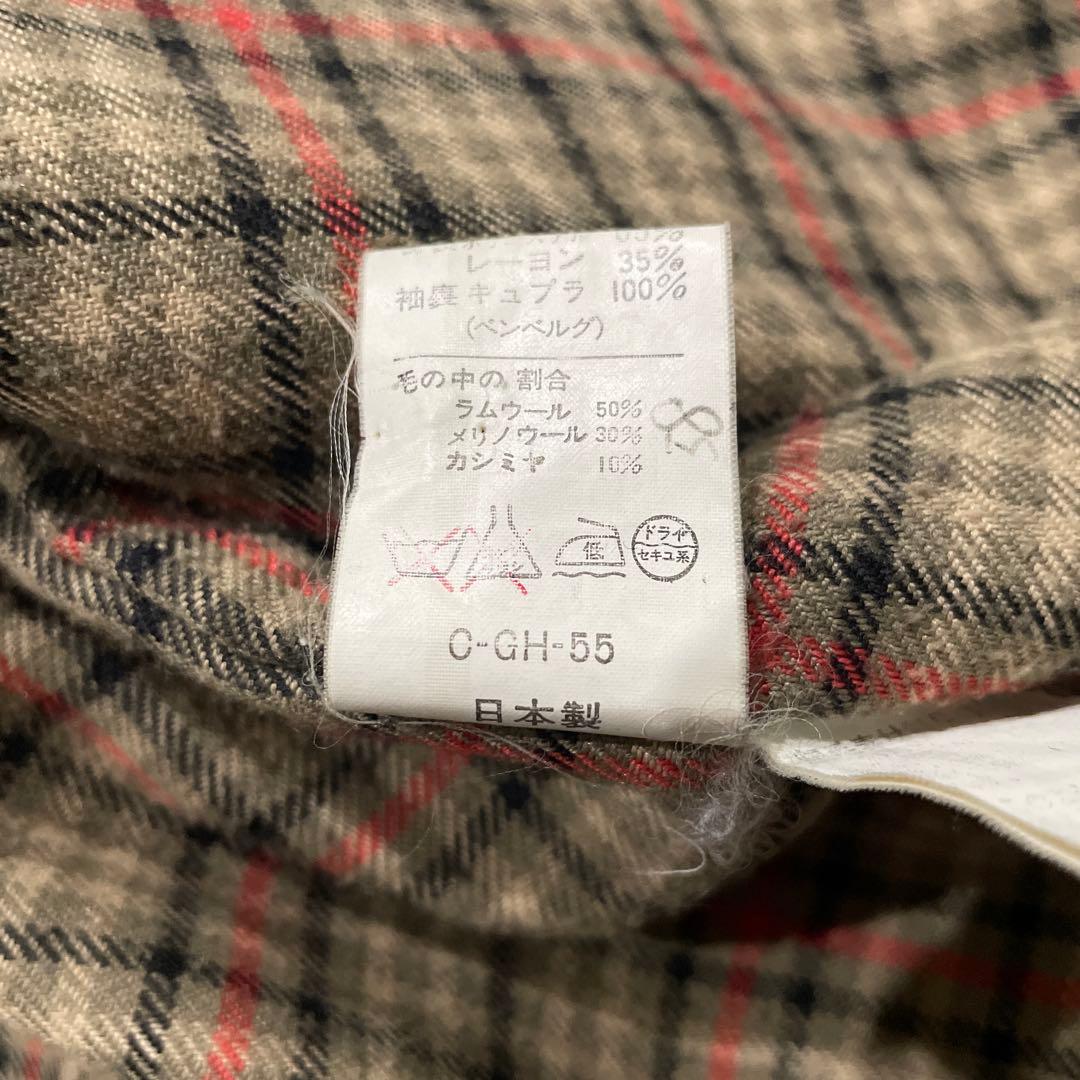 レーヨン 35%
袖裏 キュプラ 100%
(ベンベルグ)
毛の中の割合
ラムウール 50%
メリノウール 30%
カシミヤ 10%
低
ドライ
セキユ系
C-GH-55
日本製